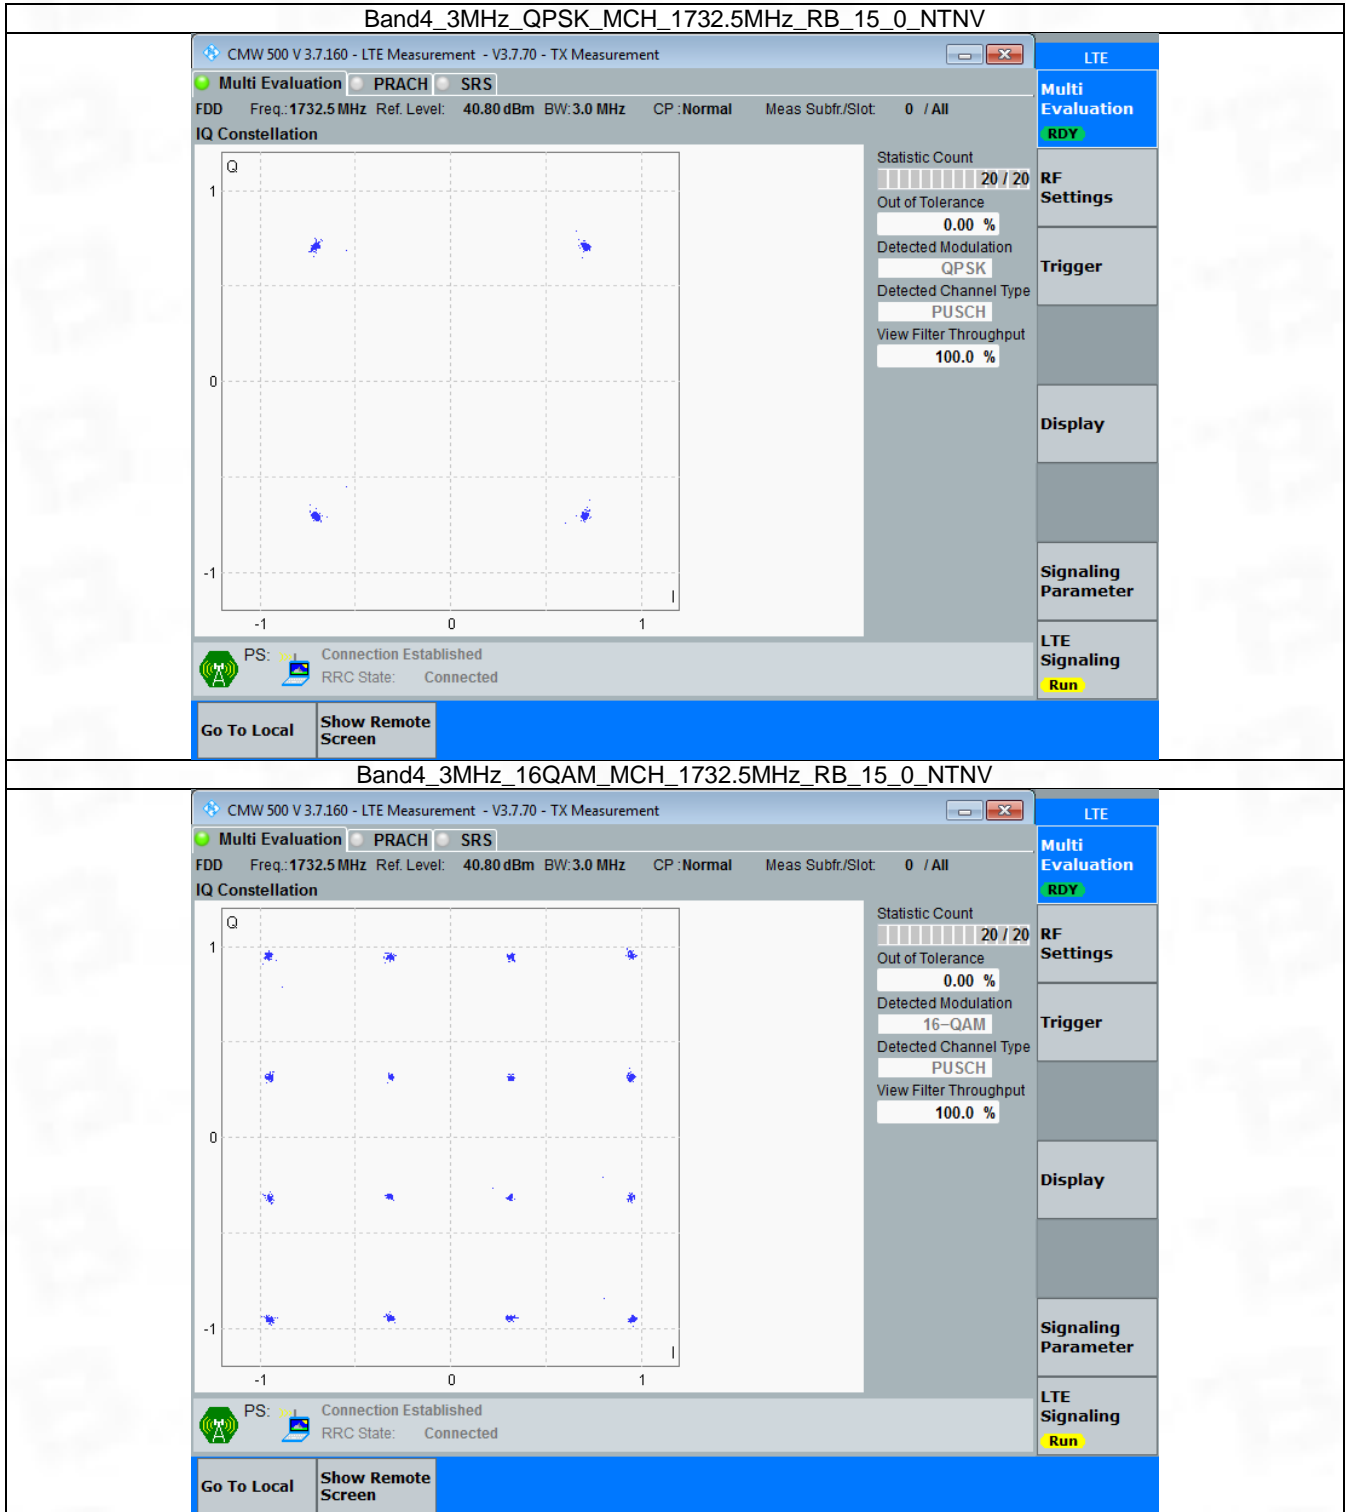 Band4_3MHz_QPSK_MCH_1732.5MHz_RB_15_0_NTNV
CMW 500 V 3.7.160 - LTE Measurement - V3.7.70 - TX Measurement
LTE
Multi Evaluation PRACH SRS
Multi
Evaluation
RDY
FDD Freq.: 1732.5 MHz Ref. Level: 40.80 dBm BW: 3.0 MHz CP : Normal Meas Subfr./Slot: 0 / All
IQ Constellation
Q
1
0
-1
-1 0 1
I
Statistic Count
20 / 20
Out of Tolerance
0.00 %
Detected Modulation
QPSK
Detected Channel Type
PUSCH
View Filter Throughput
100.0 %
RF
Settings
Trigger
Display
Signaling
Parameter
LTE
Signaling
Run
PS: Connection Established
RRC State: Connected
Go To Local
Show Remote
Screen
Band4_3MHz_16QAM_MCH_1732.5MHz_RB_15_0_NTNV
CMW 500 V 3.7.160 - LTE Measurement - V3.7.70 - TX Measurement
LTE
Multi Evaluation PRACH SRS
Multi
Evaluation
RDY
FDD Freq.: 1732.5 MHz Ref. Level: 40.80 dBm BW: 3.0 MHz CP : Normal Meas Subfr./Slot: 0 / All
IQ Constellation
Q
1
0
-1
-1 0 1
I
Statistic Count
20 / 20
Out of Tolerance
0.00 %
Detected Modulation
16-QAM
Detected Channel Type
PUSCH
View Filter Throughput
100.0 %
RF
Settings
Trigger
Display
Signaling
Parameter
LTE
Signaling
Run
PS: Connection Established
RRC State: Connected
Go To Local
Show Remote
Screen